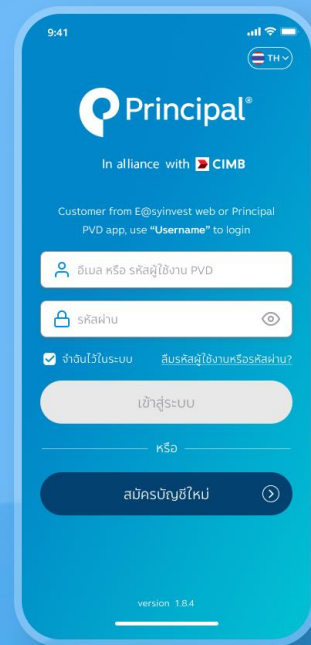 9:41
TH
Principal®
In alliance with CIMB
Customer from E@syinvest web or Principal
PVD app, use “Username” to login
อีเมล หรือ รหัสผู้ใช้งาน PVD
รหัสผ่าน
จำฉันไว้ในระบบ ลืมรหัสผู้ใช้งานหรือรหัสผ่าน?
เข้าสู่ระบบ
หรือ
สมัครบัญชีใหม่
version 1.8.4